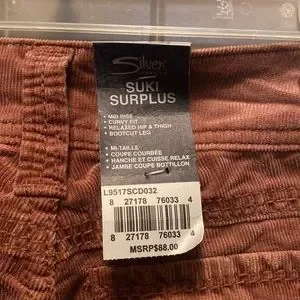 Silver
SUKI
SURPLUS
• MID RISE
• CURVY FIT
• RELAXED HIP & THIGH
• BOOTCUT LEG
• MI-TAILLE
• COUPE COURBÉE
• HANCHE ET CUISSE RELAX
• JAMBE COUPE BOTTILLON
L9517SCD032
8 27178 76033 4
8 27178 76033 4
MSRP$88.00